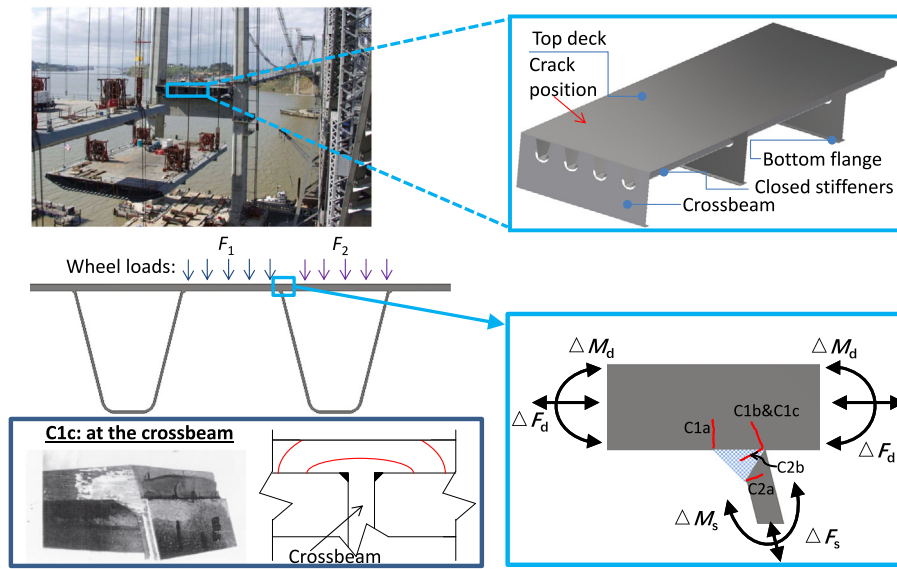 Top deck
Crack
position
Bottom flange
Closed stiffeners
Crossbeam
F1
F2
Wheel loads:
C1c: at the crossbeam
Crossbeam
△Md
△Md
△Fd
△Fd
C1a
C1b&C1c
C2b
C2a
△Ms
△Fs